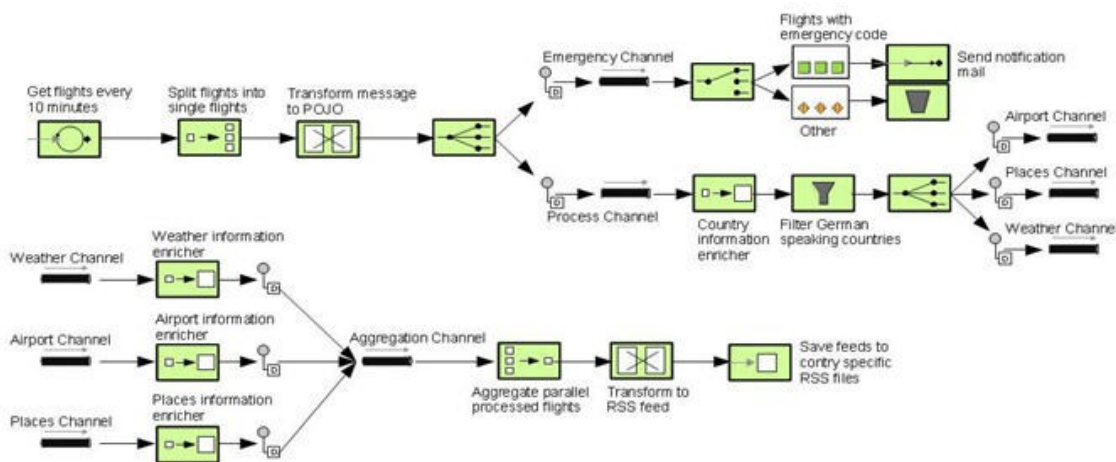 Flights with
emergency code
Emergency Channel
Send notification
mail
Get flights every
10 minutes
Split flights into
single flights
Transform message
to POJO
D
Other
Airport Channel
D
D
Process Channel
Places Channel
D
Country
information
enricher
Filter German
speaking countries
Weather Channe
D
Weather information
enricher
Weather Channel
D
Airport information
enricher
Airport Channel
D
Aggregation Channel
Save feeds to
contry specific
RSS files
Aggregate parallel
processed flights
Transform to
RSS feed
Places information
enricher
Places Channel
D